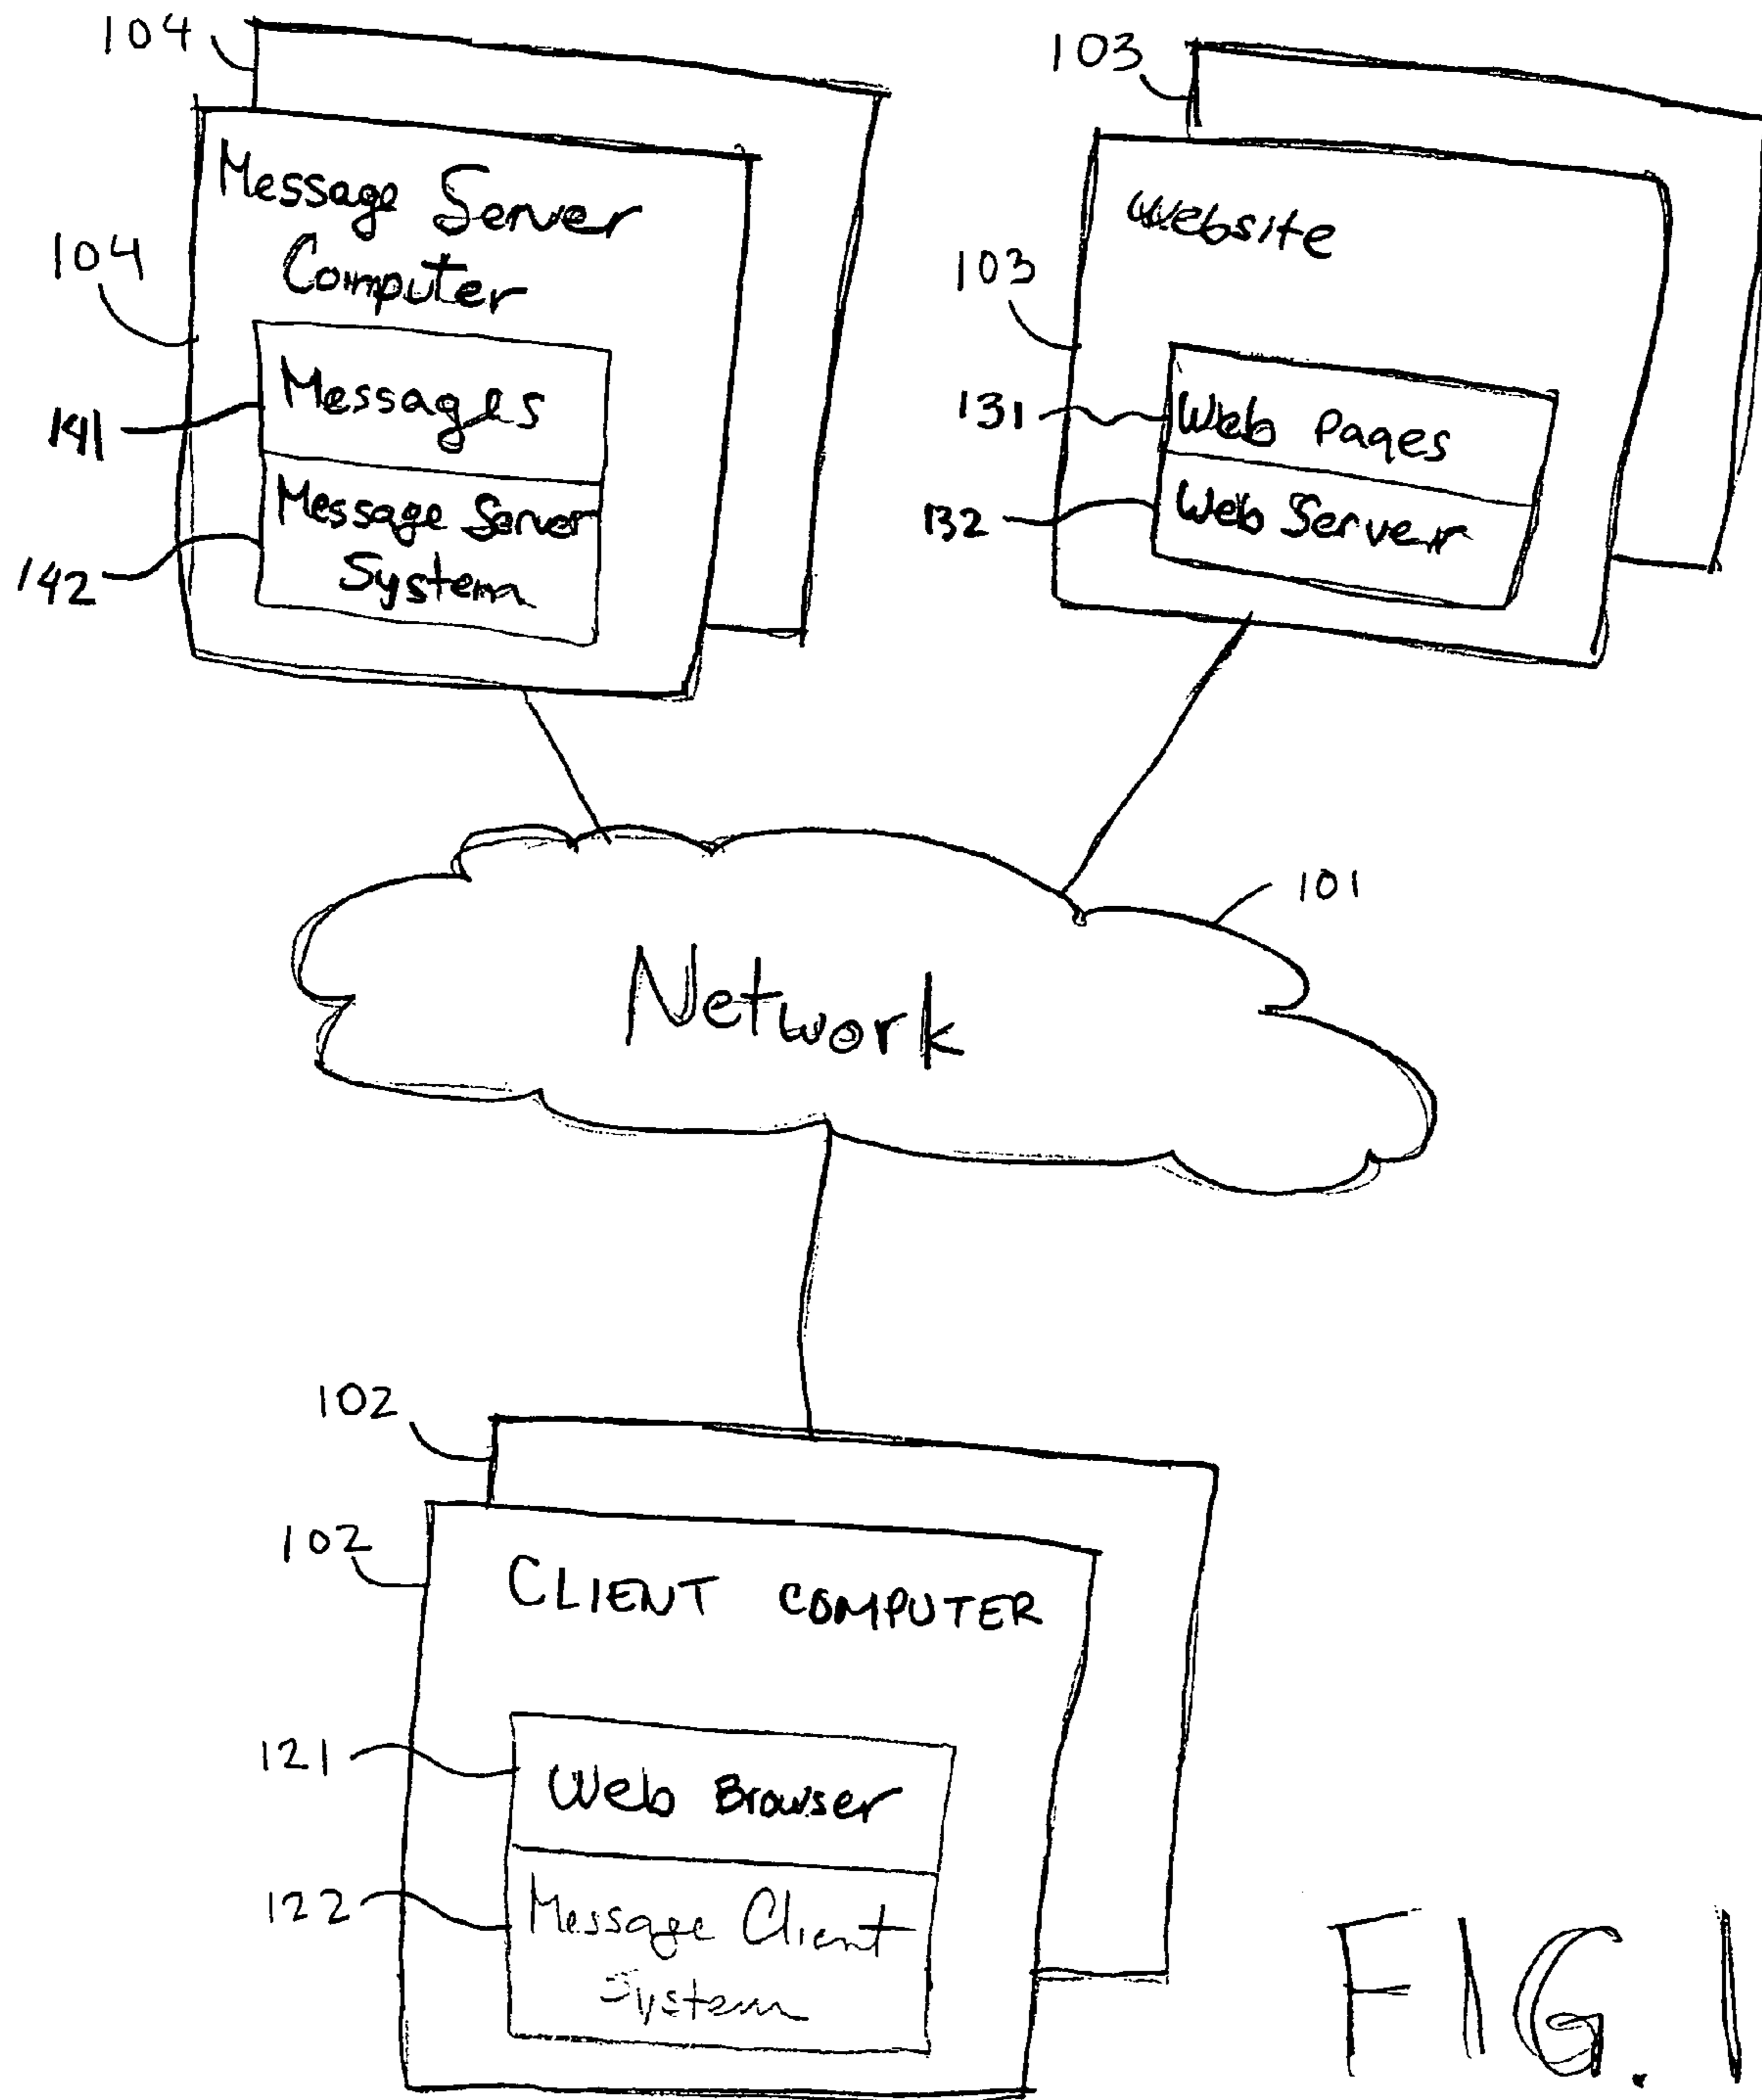 104
103
Message Server
Computer
104
Website
103
Messages
141
Web Pages
131
Message Server
System
142
Web Server
132
101
Network
102
102
CLIENT COMPUTER
121
Web Browser
122
Message Client
System
FIG. 1